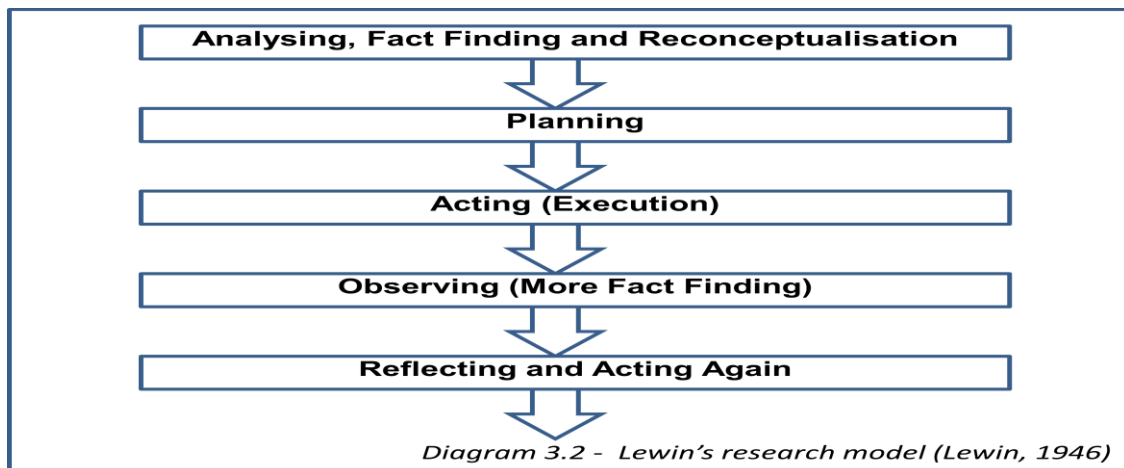 Analysing, Fact Finding and Reconceptualisation
Planning
Acting (Execution)
Observing (More Fact Finding)
Reflecting and Acting Again
Diagram 3.2 - Lewin's research model (Lewin, 1946)